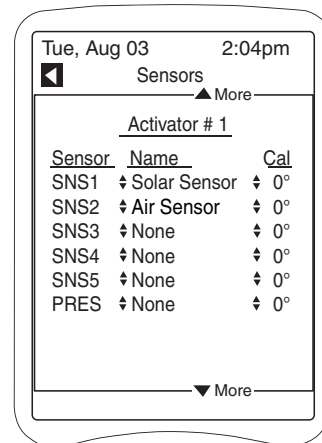 Tue, Aug 03 2:04pm
Sensors
More
Activator # 1
Sensor Name Cal
SNS1 Solar Sensor 0°
SNS2 Air Sensor 0°
SNS3 None 0°
SNS4 None 0°
SNS5 None 0°
PRES None 0°
More